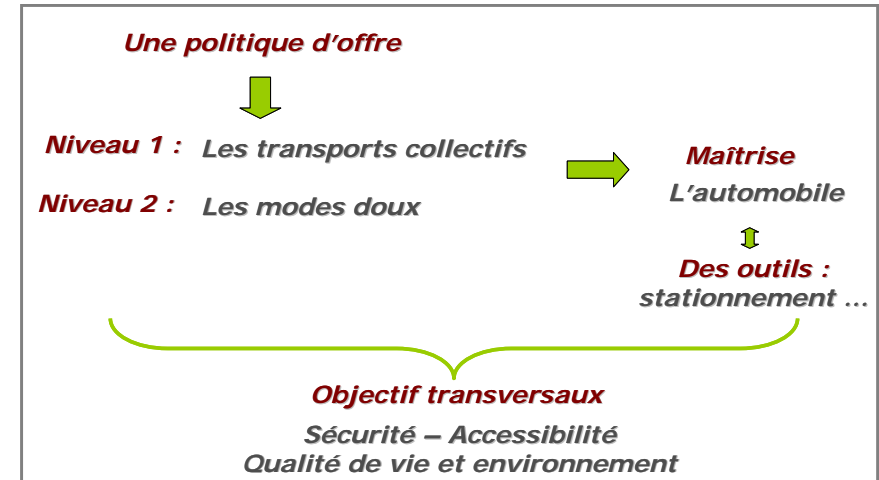 Une politique d'offre
Niveau 1 : Les transports collectifs
Niveau 2 : Les modes doux
Maîtrise
L'automobile
Des outils :
stationnement ...
Objectif transversaux
Sécurité – Accessibilité
Qualité de vie et environnement